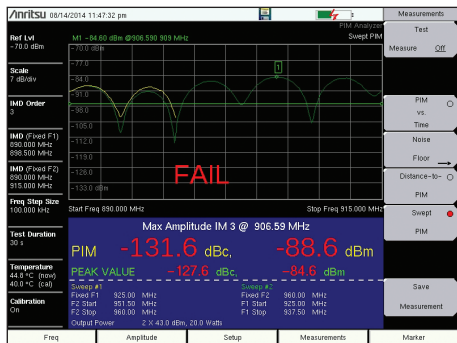 Anritsu 06/14/2014 11:47:32 pm
Measurements
PIM Analyzer
Ref Lvl
-70.0 dBm
M1 -84.60 dBm @906.590 909 MHz
Swept PIM
Test
Measure Off
-70.0 dBm
-77.0
Scale
7 dB/div
-84.0
1
-91.0
IMD Order
3
-98.0
PIM
vs.
Time
-105.0
IMD (Fixed F1)
890.000 MHz
898.500 MHz
-112.0
Noise
Floor
-119.0
IMD (Fixed F2)
890.000 MHz
915.000 MHz
-126.0
FAIL
Distance-to-
PIM
-133.0 dBm
Freq Step Size
100.000 kHz
Start Freq 890.000 MHz
Stop Freq 915.000 MHz
Swept
PIM
Max Amplitude IM 3 @ 906.59 MHz
Test Duration
30 s
PIM -131.6 dBc, -88.6 dBm
PEAK VALUE -127.6 dBc, -84.6 dBm
Temperature
44.8 °C (now)
40.0 °C (cal)
Sweep #1
Fixed F1 925.00 MHz
F2 Start 951.50 MHz
F2 Stop 960.00 MHz
Sweep #2
Fixed F2 960.00 MHz
F1 Start 925.00 MHz
F1 Stop 937.50 MHz
Save
Measurement
Calibration
On
Output Power 2 X 43.0 dBm, 20.0 Watts
Freq
Amplitude
Setup
Measurements
Marker